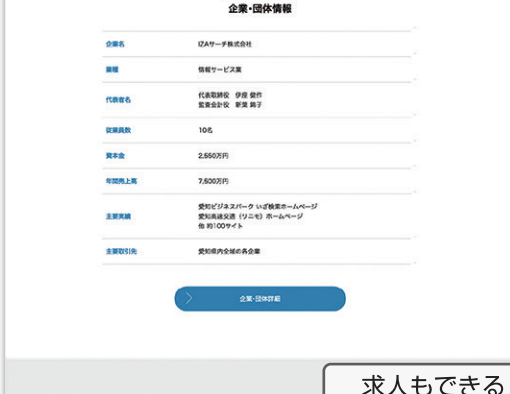 企業・団体情報
企業名 IZAサーチ株式会社
業種 情報サービス業
代表者名 代表取締役 伊座 健作
監査会計役 新葉 錦子
従業員数 10名
資本金 2,550万円
年間売上高 7,500万円
主要実績 愛知ビジネスパーク いざ検索ホームページ
愛知高速交通（リニモ）ホームページ
他 約100サイト
主要取引先 愛知県内全域の各企業
企業・団体詳細
求人もできる